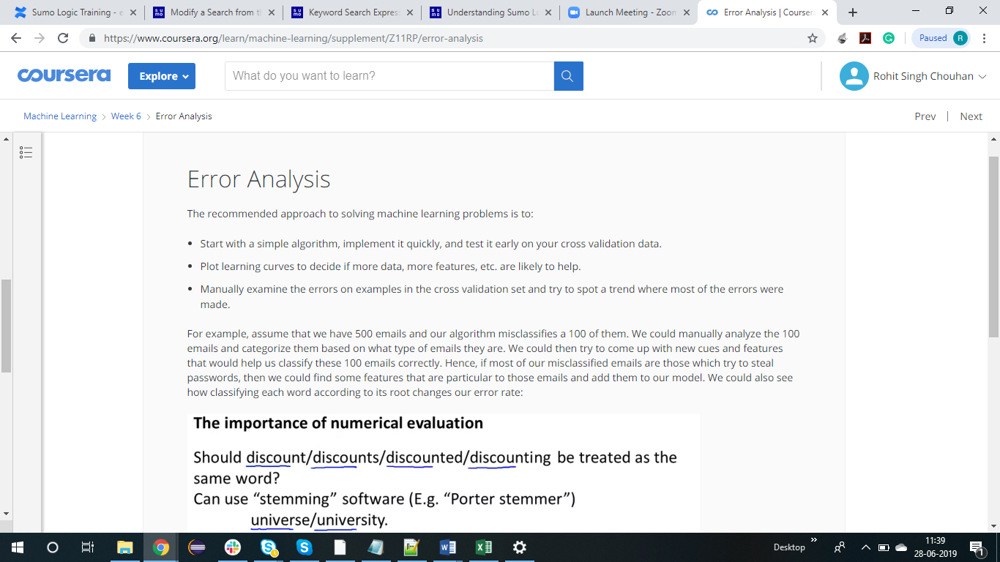 Sumo Logic Training - e
Modify a Search from th
Keyword Search Express
Understanding Sumo Lo
Launch Meeting - Zoom
Error Analysis | Coursera
https://www.coursera.org/learn/machine-learning/supplement/Z11RP/error-analysis
Paused R
coursera
Explore
What do you want to learn?
Rohit Singh Chouhan
Machine Learning > Week 6 > Error Analysis
Prev | Next
Error Analysis
The recommended approach to solving machine learning problems is to:
• Start with a simple algorithm, implement it quickly, and test it early on your cross validation data.
• Plot learning curves to decide if more data, more features, etc. are likely to help.
• Manually examine the errors on examples in the cross validation set and try to spot a trend where most of the errors were
made.
For example, assume that we have 500 emails and our algorithm misclassifies a 100 of them. We could manually analyze the 100
emails and categorize them based on what type of emails they are. We could then try to come up with new cues and features
that would help us classify these 100 emails correctly. Hence, if most of our misclassified emails are those which try to steal
passwords, then we could find some features that are particular to those emails and add them to our model. We could also see
how classifying each word according to its root changes our error rate:
The importance of numerical evaluation
Should discount/discounts/discounted/discounting be treated as the
same word?
Can use “stemming” software (E.g. “Porter stemmer”)
universe/university.
Desktop
11:39
28-06-2019